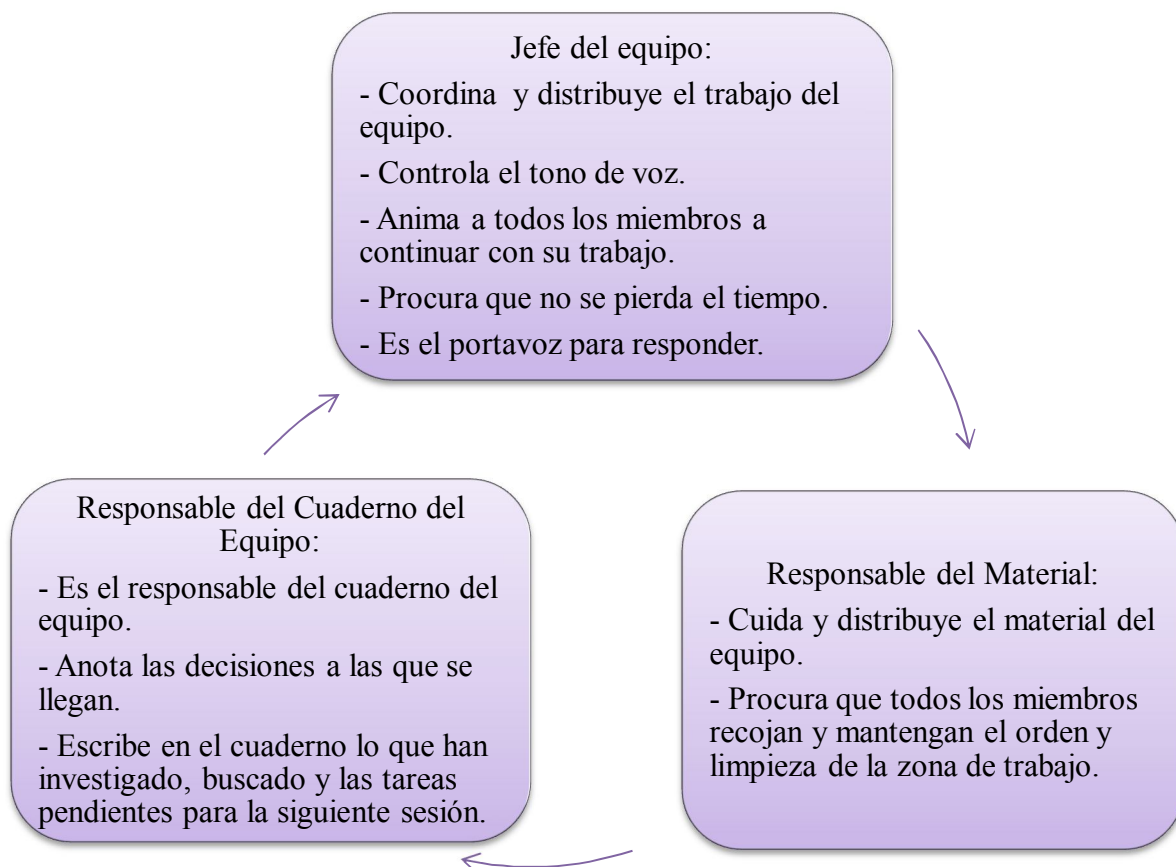 Jefe del equipo:
- Coordina y distribuye el trabajo del
equipo.
- Controla el tono de voz.
- Anima a todos los miembros a
continuar con su trabajo.
- Procura que no se pierda el tiempo.
- Es el portavoz para responder.
Responsable del Material:
- Cuida y distribuye el material del
equipo.
- Procura que todos los miembros
recojan y mantengan el orden y
limpieza de la zona de trabajo.
Responsable del Cuaderno del
Equipo:
- Es el responsable del cuaderno del
equipo.
- Anota las decisiones a las que se
llegan.
- Escribe en el cuaderno lo que han
investigado, buscado y las tareas
pendientes para la siguiente sesión.